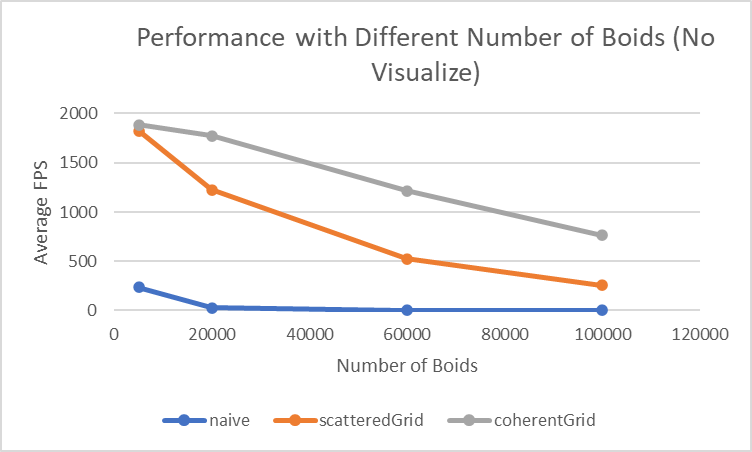 Performance with Different Number of Boids (No
Visualize)
2000
1500
1000
500
0
Average FPS
0 20000 40000 60000 80000 100000 120000
Number of Boids
naive scatteredGrid coherentGrid